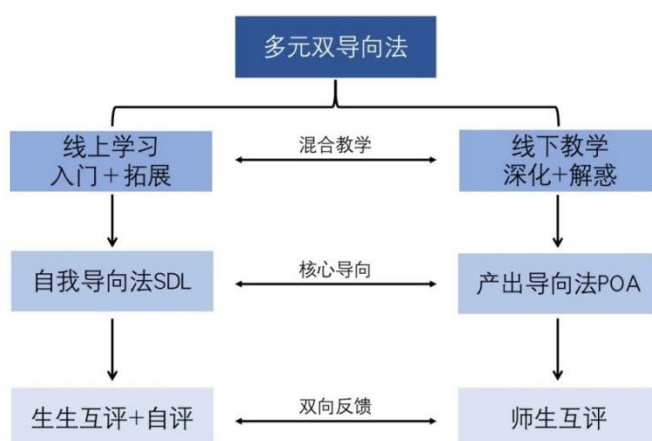 多元双导向法
线上学习
入门+拓展
混合教学
线下教学
深化+解惑
自我导向法SDL
核心导向
产出导向法POA
生生互评+自评
双向反馈
师生互评